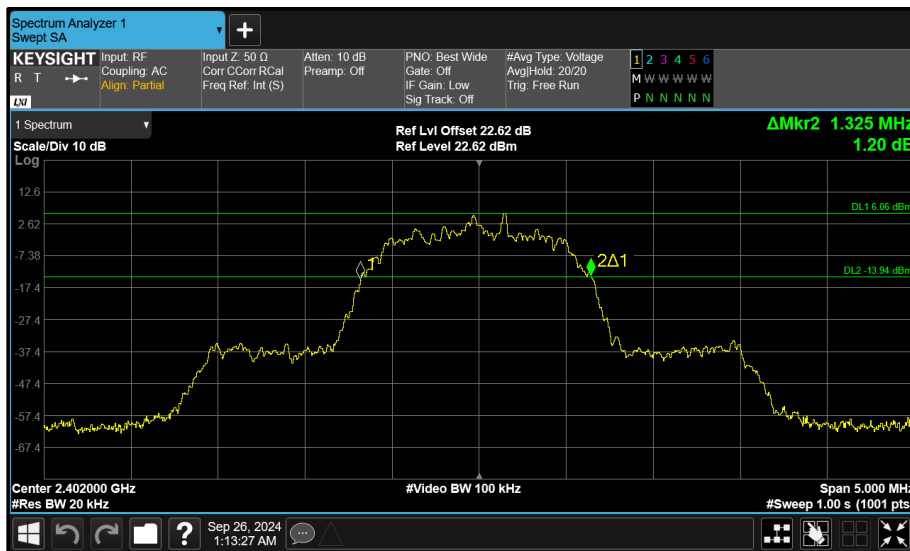 Spectrum Analyzer 1
Swept SA
KEYSIGHT
R T
LXI
Input: RF
Coupling: AC
Align: Partial
Input Z: 50 Ω
Corr CCorr RCal
Freq Ref: Int (S)
Atten: 10 dB
Preamp: Off
PNO: Best Wide
Gate: Off
IF Gain: Low
Sig Track: Off
#Avg Type: Voltage
Avg|Hold: 20/20
Trig: Free Run
1 2 3 4 5 6
M W W W W W
P N N N N N
1 Spectrum
Scale/Div 10 dB
Log
Ref Lvl Offset 22.62 dB
Ref Level 22.62 dBm
ΔMkr2 1.325 MHz
1.20 dB
12.6
2.62
-7.38
-17.4
-27.4
-37.4
-47.4
-57.4
-67.4
DL1 6.06 dBm
DL2 -13.94 dBm
1
2Δ1
Center 2.402000 GHz
#Res BW 20 kHz
#Video BW 100 kHz
Span 5.000 MHz
#Sweep 1.00 s (1001 pts
?
Sep 26, 2024
1:13:27 AM